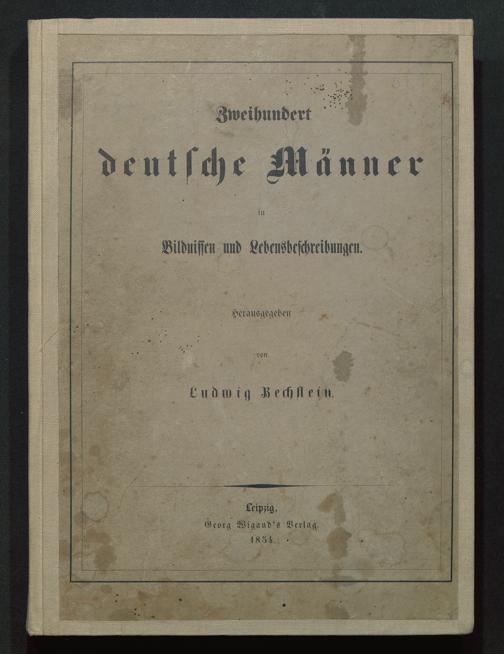 Zweihundert
deutſche Männer
in
Bildniſſen und Lebensbeſchreibungen.
Herausgegeben
von
Ludwig Bechſtein.
Leipzig,
Georg Wigand's Verlag.
1854.